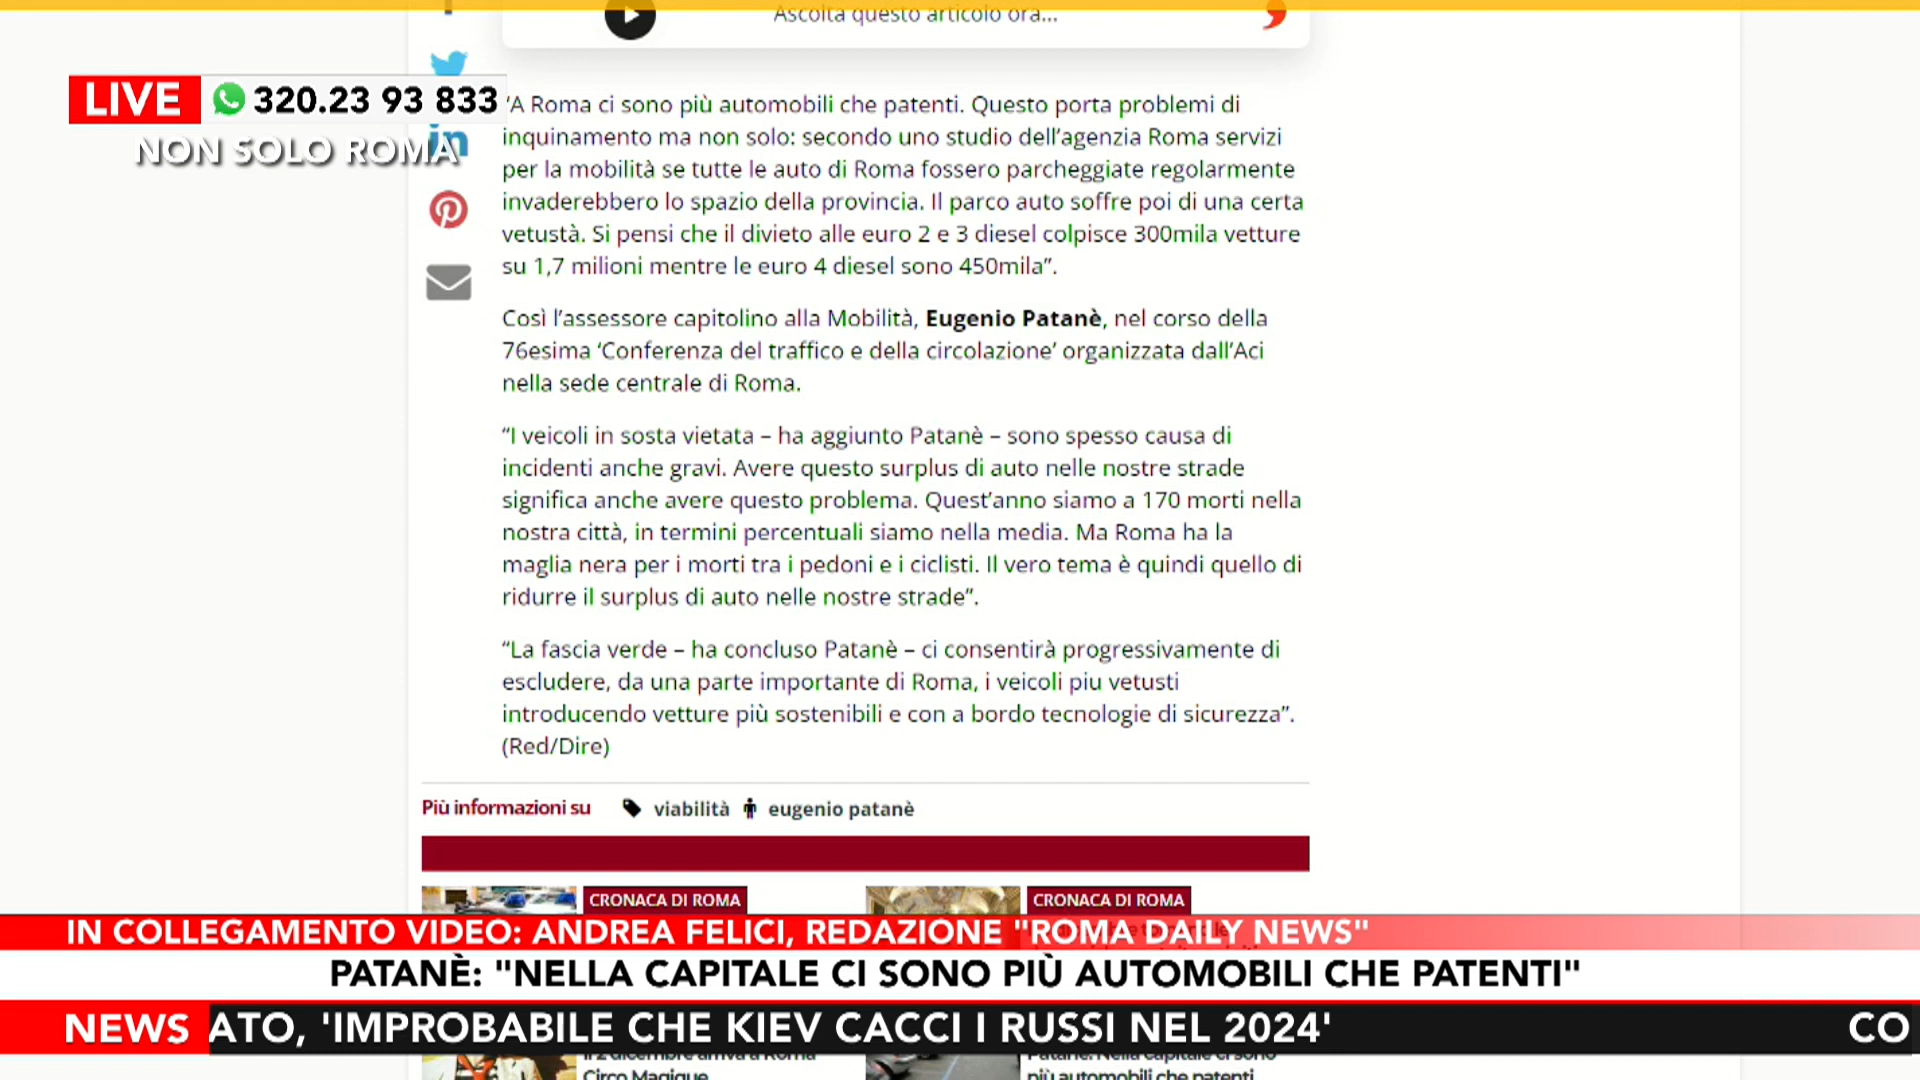 Ascolta questo articolo ora...
LIVE 320.23 93 833
NON SOLO ROMA
“A Roma ci sono più automobili che patenti. Questo porta problemi di
inquinamento ma non solo: secondo uno studio dell’agenzia Roma servizi
per la mobilità se tutte le auto di Roma fossero parcheggiate regolarmente
invaderebbero lo spazio della provincia. Il parco auto soffre poi di una certa
vetustà. Si pensi che il divieto alle euro 2 e 3 diesel colpisce 300mila vetture
su 1,7 milioni mentre le euro 4 diesel sono 450mila”.
Così l’assessore capitolino alla Mobilità, Eugenio Patanè, nel corso della
76esima ‘Conferenza del traffico e della circolazione’ organizzata dall’Aci
nella sede centrale di Roma.
“I veicoli in sosta vietata – ha aggiunto Patanè – sono spesso causa di
incidenti anche gravi. Avere questo surplus di auto nelle nostre strade
significa anche avere questo problema. Quest’anno siamo a 170 morti nella
nostra città, in termini percentuali siamo nella media. Ma Roma ha la
maglia nera per i morti tra i pedoni e i ciclisti. Il vero tema è quindi quello di
ridurre il surplus di auto nelle nostre strade”.
“La fascia verde – ha concluso Patanè – ci consentirà progressivamente di
escludere, da una parte importante di Roma, i veicoli piu vetusti
introducendo vetture più sostenibili e con a bordo tecnologie di sicurezza”.
(Red/Dire)
Più informazioni su viabilità eugenio patanè
CRONACA DI ROMA
CRONACA DI ROMA
IN COLLEGAMENTO VIDEO: ANDREA FELICI, REDAZIONE "ROMA DAILY NEWS"
PATANÈ: "NELLA CAPITALE CI SONO PIÙ AUTOMOBILI CHE PATENTI"
NEWS ATO, 'IMPROBABILE CHE KIEV CACCI I RUSSI NEL 2024' CO
Il 2 dicembre arriva a Roma
Circo Magique
Patanè: Nella Capitale ci sono
più automobili che patenti